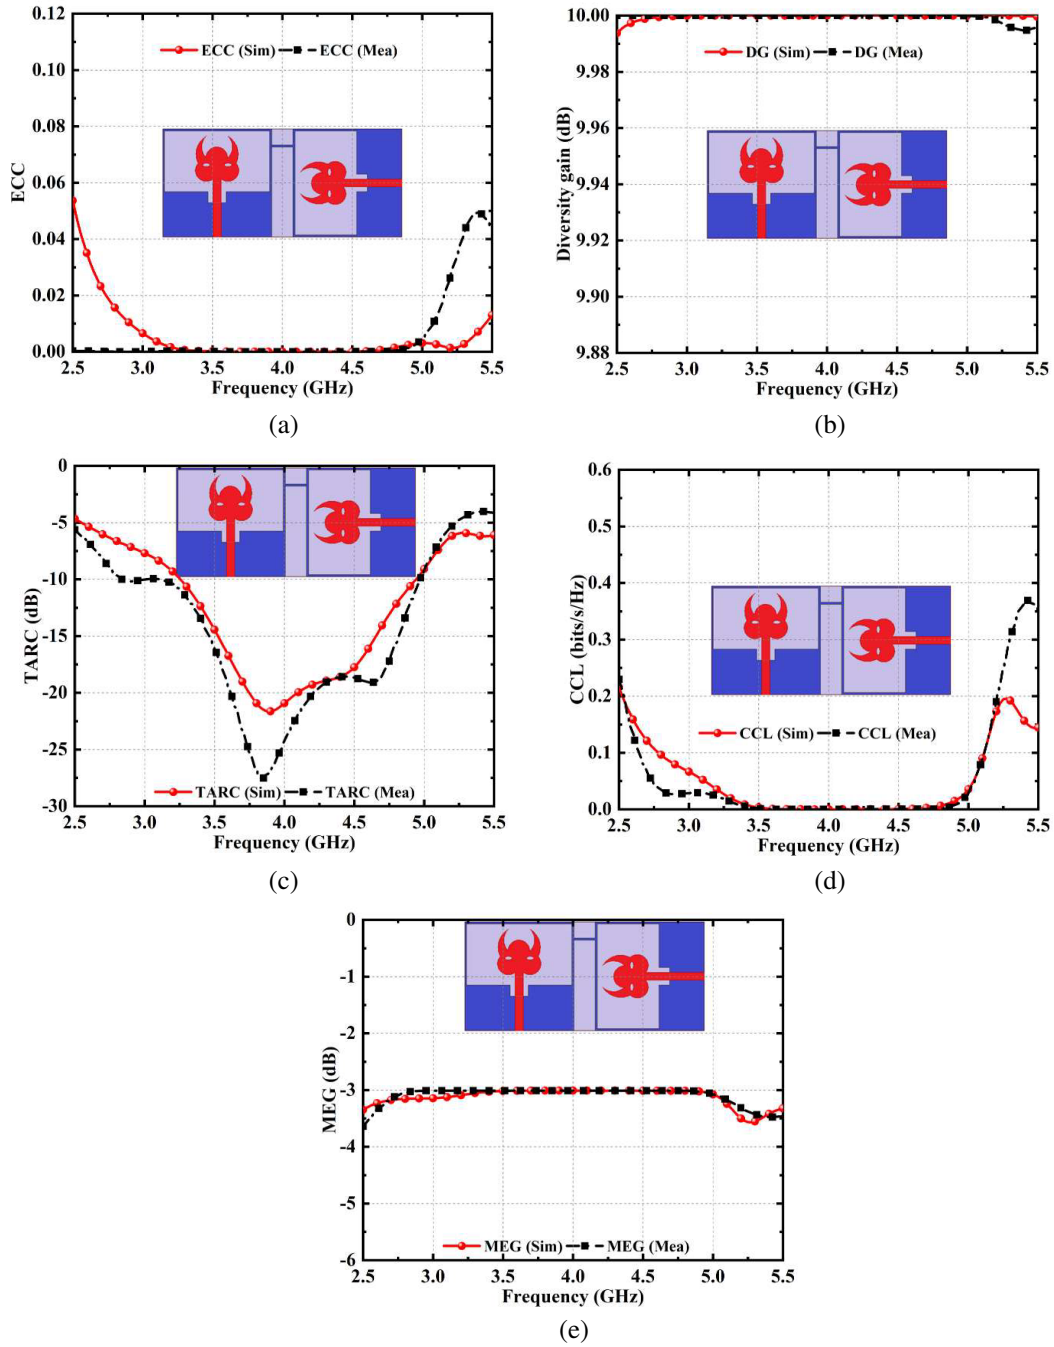 0.12
0.10
0.08
0.06
0.04
0.02
0.00
ECC
ECC (Sim) ECC (Mea)
2.5 3.0 3.5 4.0 4.5 5.0 5.5
Frequency (GHz)
(a)
10.00
9.98
9.96
9.94
9.92
9.90
9.88
Diversity gain (dB)
DG (Sim) DG (Mea)
2.5 3.0 3.5 4.0 4.5 5.0 5.5
Frequency (GHz)
(b)
0
-5
-10
-15
-20
-25
-30
TARC (dB)
TARC (Sim) TARC (Mea)
2.5 3.0 3.5 4.0 4.5 5.0 5.5
Frequency (GHz)
(c)
0.6
0.5
0.4
0.3
0.2
0.1
0.0
CCL (bits/s/Hz)
CCL (Sim) CCL (Mea)
2.5 3.0 3.5 4.0 4.5 5.0 5.5
Frequency (GHz)
(d)
0
-1
-2
-3
-4
-5
-6
MEG (dB)
MEG (Sim) MEG (Mea)
2.5 3.0 3.5 4.0 4.5 5.0 5.5
Frequency (GHz)
(e)